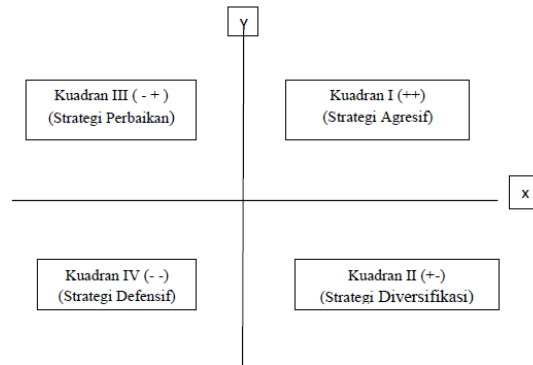 Y
Kuadran III ( - + )
(Strategi Perbaikan)
Kuadran I (++)
(Strategi Agresif)
x
Kuadran IV (- -)
(Strategi Defensif)
Kuadran II (+-)
(Strategi Diversifikasi)